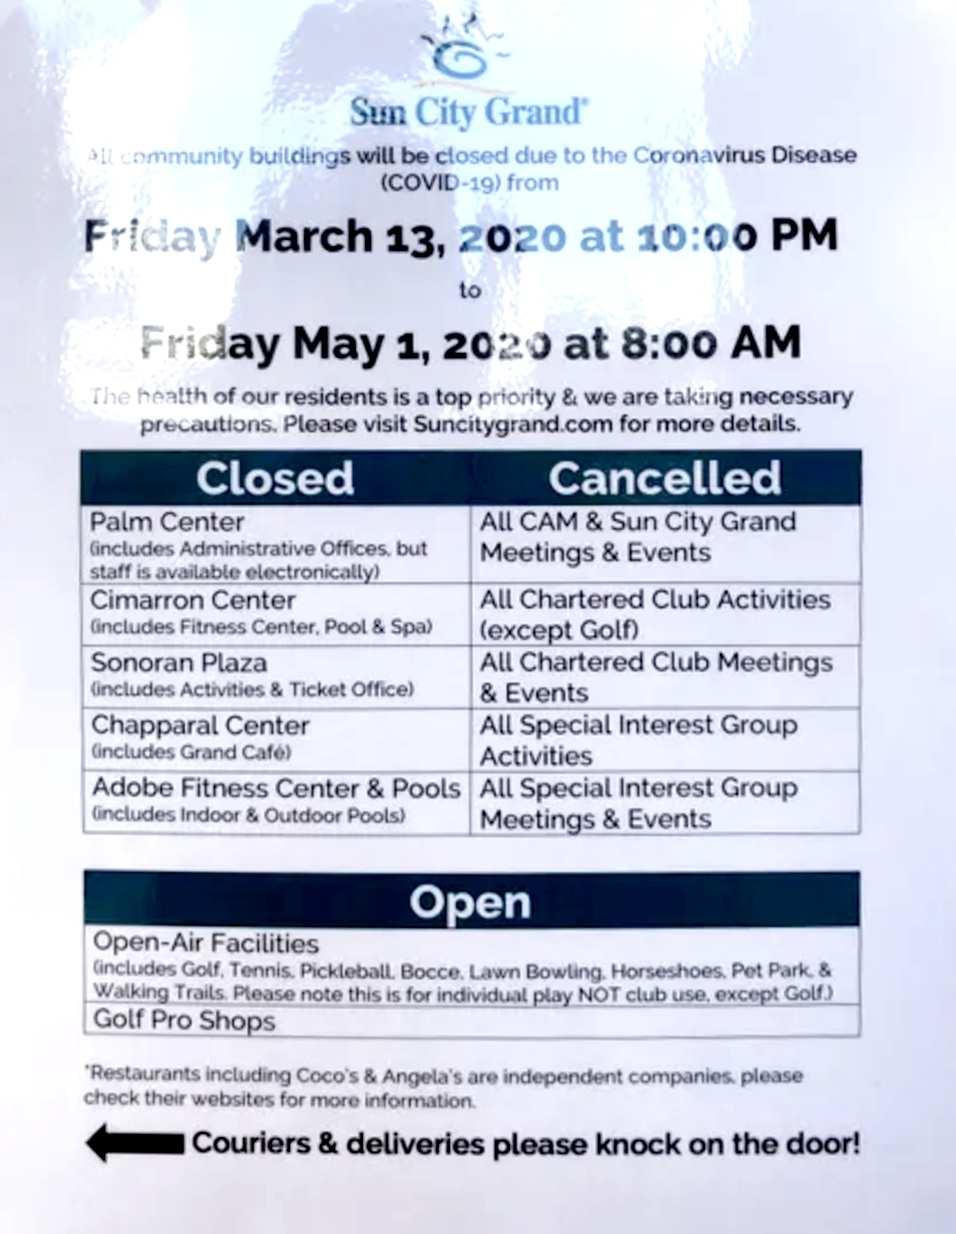 Sun City Grand®
All community buildings will be closed due to the Coronavirus Disease
(COVID-19) from
Friday March 13, 2020 at 10:00 PM
to
Friday May 1, 2020 at 8:00 AM
The health of our residents is a top priority & we are taking necessary
precautions. Please visit Suncitygrand.com for more details.
Closed
Cancelled
Palm Center
(includes Administrative Offices, but
staff is available electronically)
All CAM & Sun City Grand
Meetings & Events
Cimarron Center
(includes Fitness Center, Pool & Spa)
All Chartered Club Activities
(except Golf)
Sonoran Plaza
(includes Activities & Ticket Office)
All Chartered Club Meetings
& Events
Chapparal Center
(includes Grand Café)
All Special Interest Group
Activities
Adobe Fitness Center & Pools
(includes Indoor & Outdoor Pools)
All Special Interest Group
Meetings & Events
Open
Open-Air Facilities
(includes Golf, Tennis, Pickleball, Bocce, Lawn Bowling, Horseshoes, Pet Park, &
Walking Trails. Please note this is for individual play NOT club use, except Golf.)
Golf Pro Shops
*Restaurants including Coco's & Angela's are independent companies, please
check their websites for more information.
Couriers & deliveries please knock on the door!